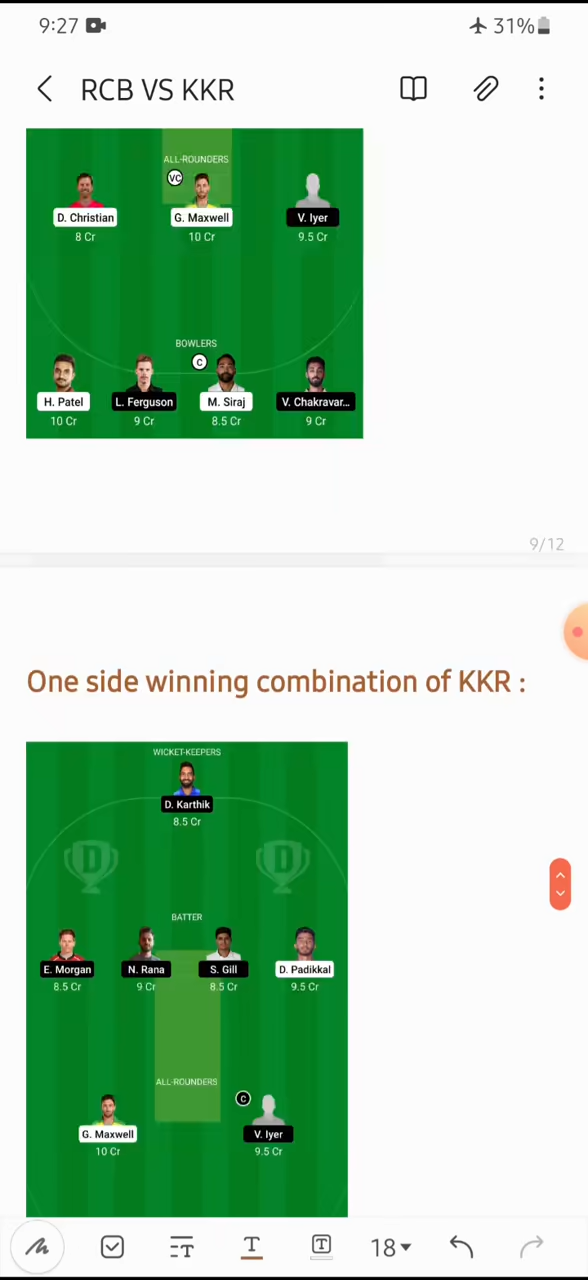 9:27 31%
RCB VS KKR
ALL-ROUNDERS
VC
D. Christian G. Maxwell V. Iyer
8 Cr 10 Cr 9.5 Cr
BOWLERS
C
H. Patel L. Ferguson M. Siraj V. Chakravar...
10 Cr 9 Cr 8.5 Cr 9 Cr
9/12
One side winning combination of KKR :
WICKET-KEEPERS
D. Karthik
8.5 Cr
D D
BATTER
E. Morgan N. Rana S. Gill D. Padikkal
8.5 Cr 9 Cr 8.5 Cr 9.5 Cr
ALL-ROUNDERS
C
G. Maxwell V. Iyer
10 Cr 9.5 Cr
T T T 18